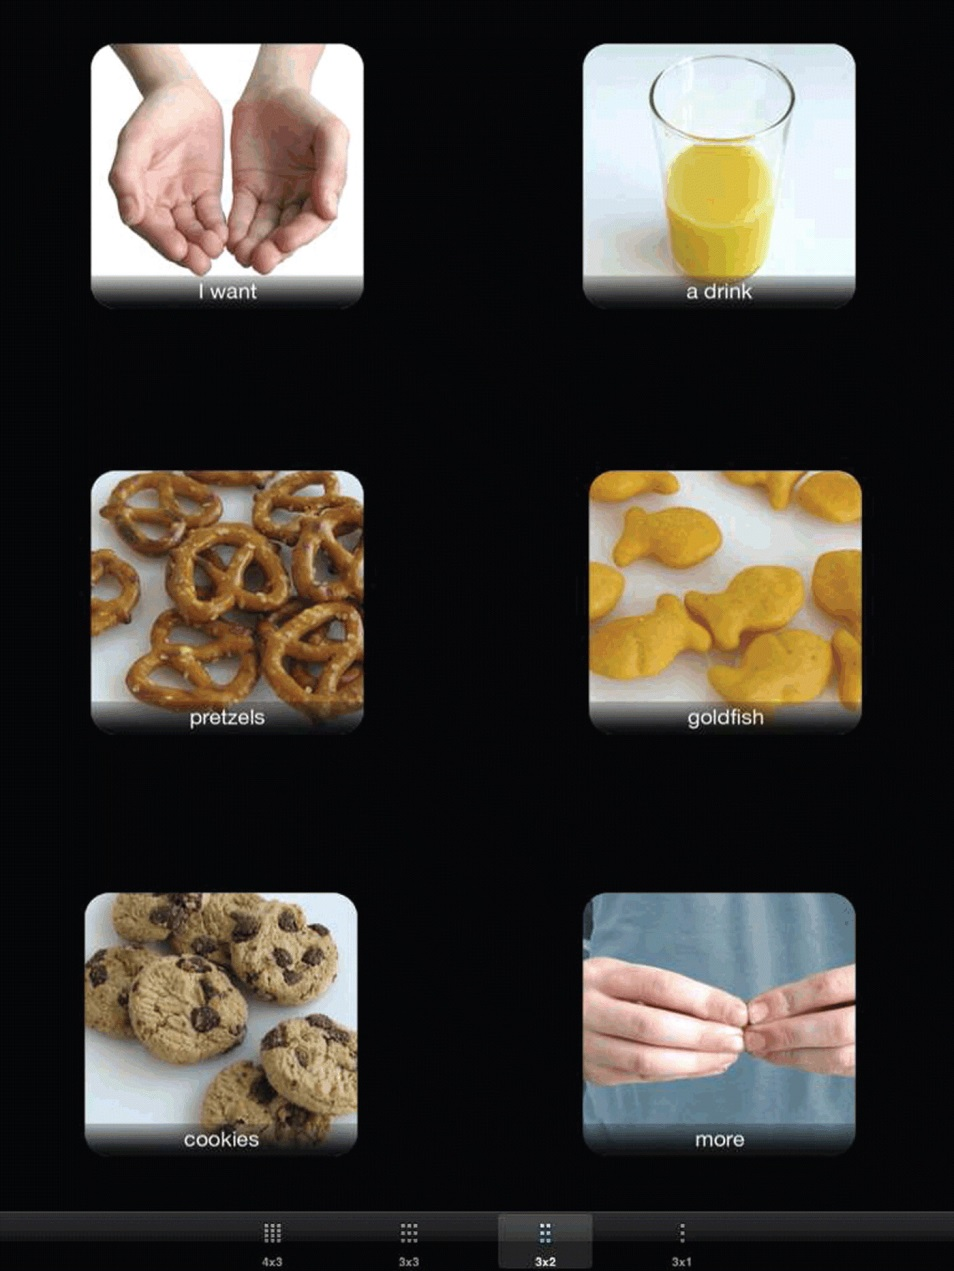 I want
a drink
pretzels
goldfish
cookies
more
4x3
3x3
3x2
3x1